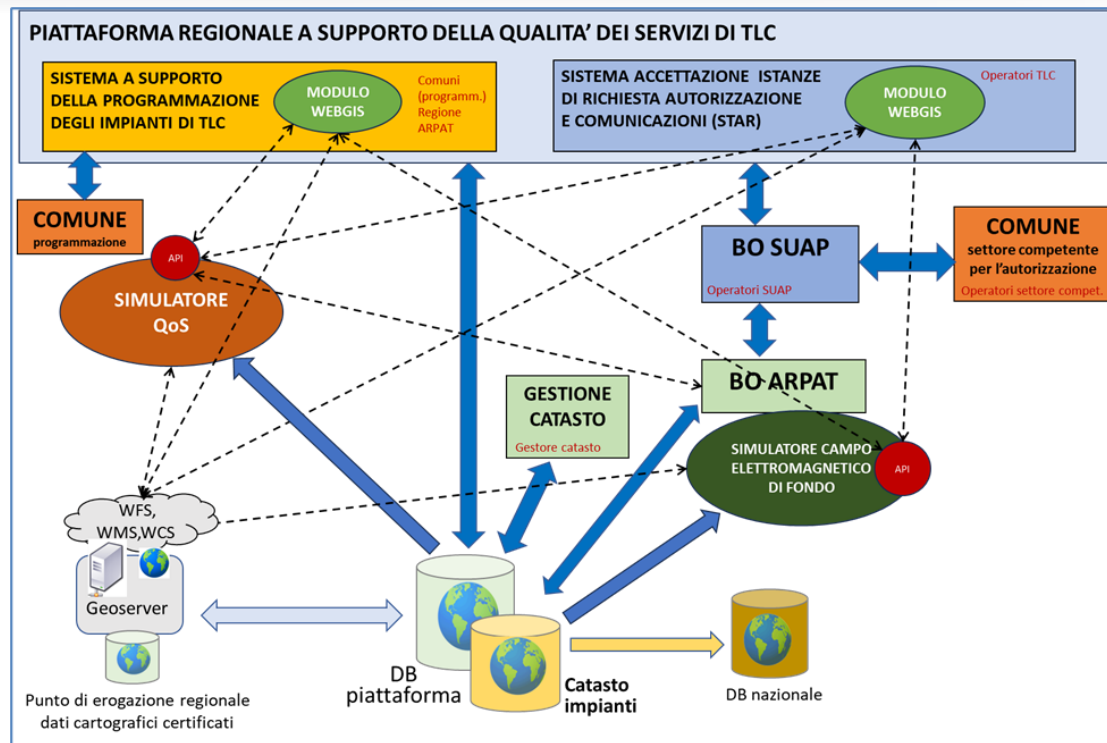 PIATTAFORMA REGIONALE A SUPPORTO DELLA QUALITA' DEI SERVIZI DI TLC
SISTEMA A SUPPORTO
DELLA PROGRAMMAZIONE
DEGLI IMPIANTI DI TLC
MODULO
WEBGIS
Comuni
(programm.)
Regione
ARPAT
SISTEMA ACCETTAZIONE ISTANZE
DI RICHIESTA AUTORIZZAZIONE
E COMUNICAZIONI (STAR)
MODULO
WEBGIS
Operatori TLC
COMUNE
programmazione
API
SIMULATORE
QoS
BO SUAP
Operatori SUAP
COMUNE
settore competente
per l'autorizzazione
Operatori settore compet.
GESTIONE
CATASTO
Gestore catasto
BO ARPAT
SIMULATORE CAMPO
ELETTROMAGNETICO
DI FONDO
API
WFS,
WMS,WCS
Geoserver
Punto di erogazione regionale
dati cartografici certificati
DB
piattaforma
Catasto
impianti
DB nazionale